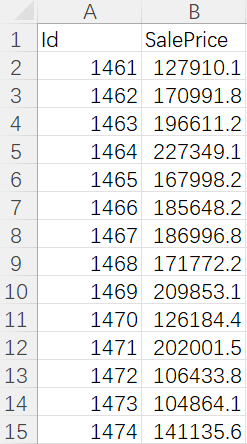 A B
1 Id SalePrice
2 1461 127910.1
3 1462 170991.8
4 1463 196611.2
5 1464 227349.1
6 1465 167998.2
7 1466 185648.2
8 1467 186996.8
9 1468 171772.2
10 1469 209853.1
11 1470 126184.4
12 1471 202001.5
13 1472 106433.8
14 1473 104864.1
15 1474 141135.6